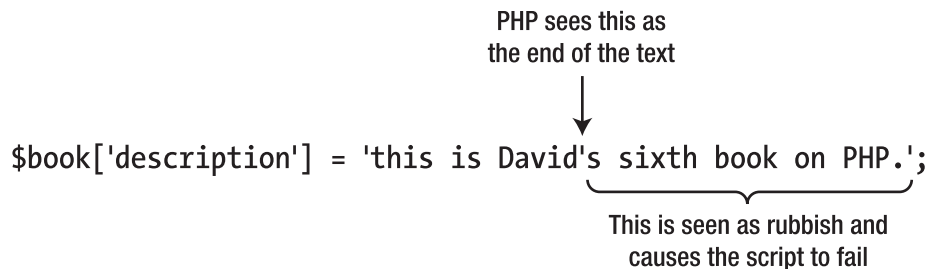 PHP sees this as
the end of the text
$book['description'] = 'this is David's sixth book on PHP.';
This is seen as rubbish and
causes the script to fail